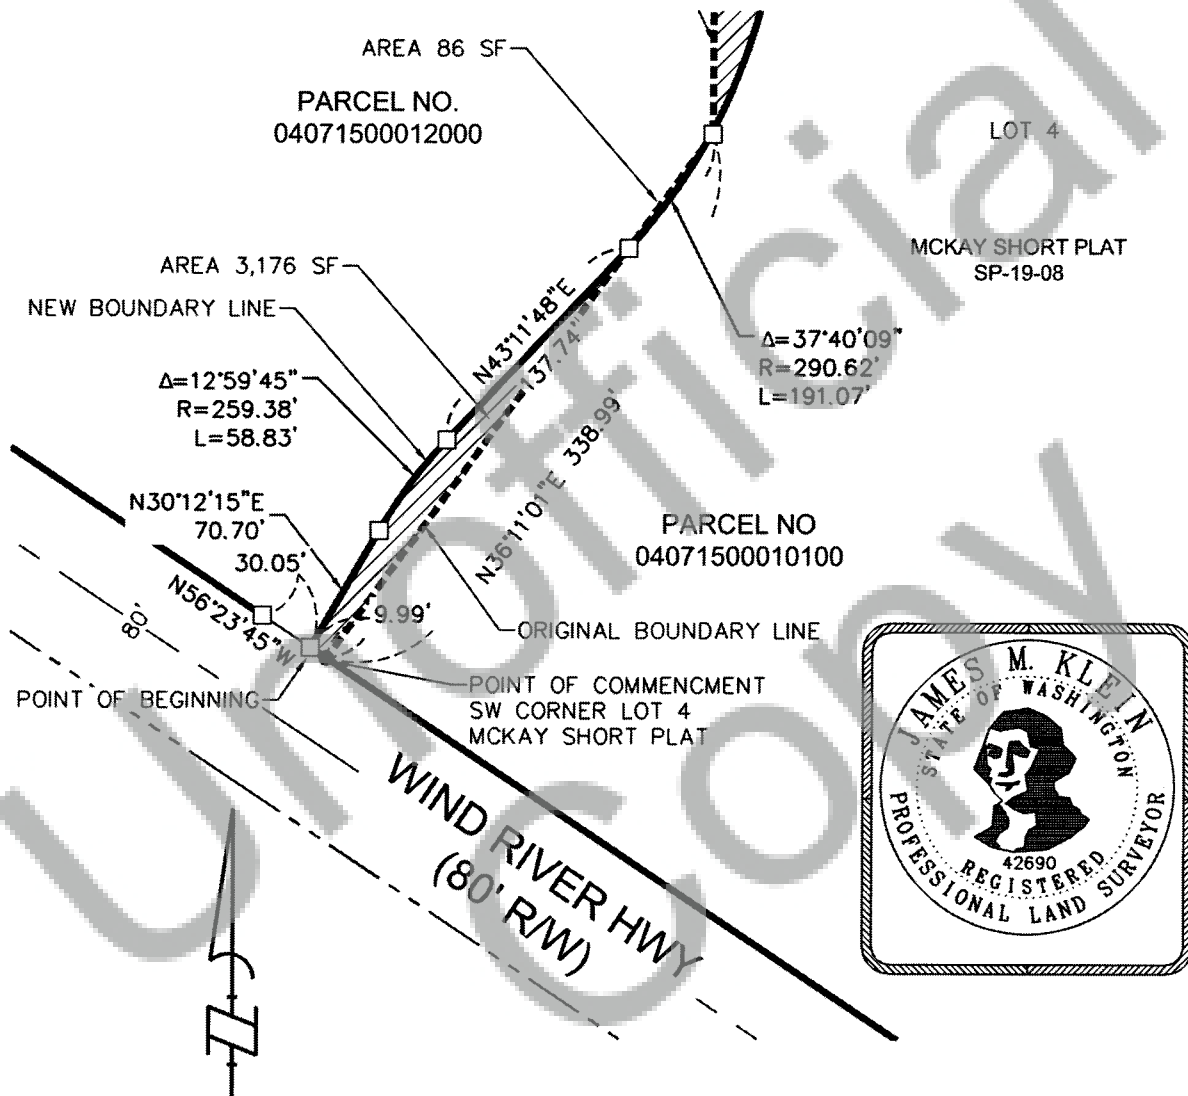 AREA 86 SF
PARCEL NO.
04071500012000
LOT 4
MCKAY SHORT PLAT
SP-19-08
AREA 3,176 SF
NEW BOUNDARY LINE
N43°11'48"E
137.74'
Δ=37°40'09"
R=290.62'
L=191.07'
Δ=12°59'45"
R=259.38'
L=58.83'
N30°12'15"E
70.70'
30.05'
N56°23'45"W
80'
9.99'
N36°11'01"E 338.99'
PARCEL NO
04071500010100
ORIGINAL BOUNDARY LINE
POINT OF BEGINNING
POINT OF COMMENCMENT
SW CORNER LOT 4
MCKAY SHORT PLAT
WIND RIVER HWY
(80' R/W)
JAMES M. KLEIN
STATE OF WASHINGTON
42690
REGISTERED
PROFESSIONAL LAND SURVEYOR
Unofficial
Copy